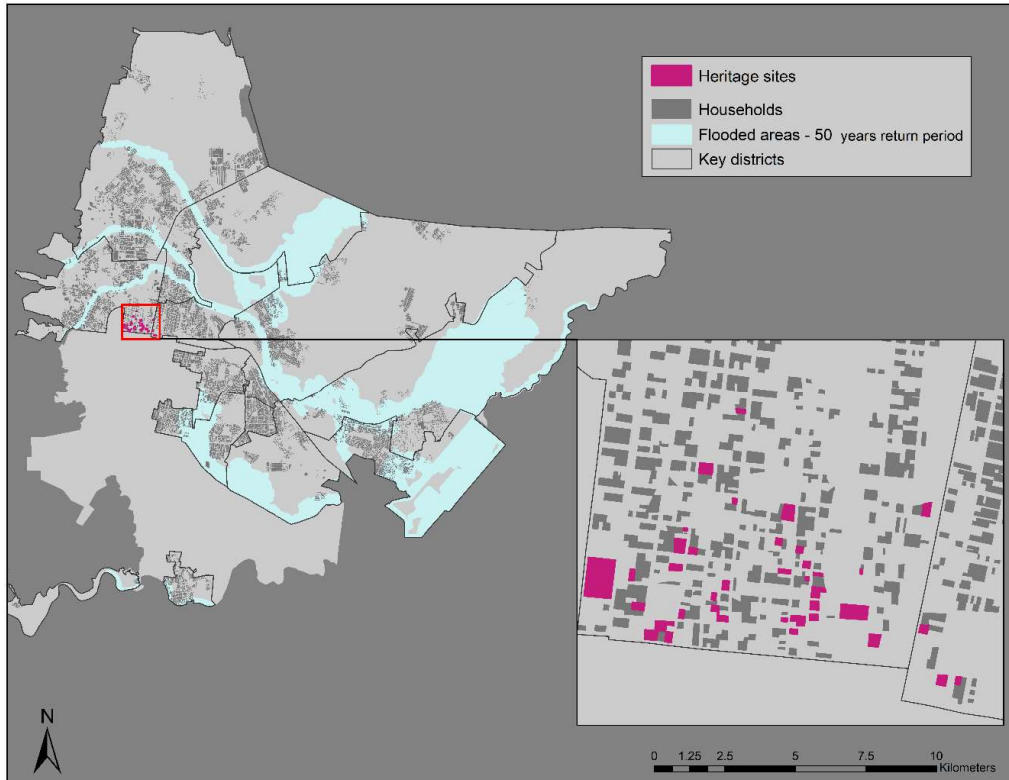 Heritage sites
Households
Flooded areas - 50 years return period
Key districts
N
0 1.25 2.5 5 7.5 10
Kilometers